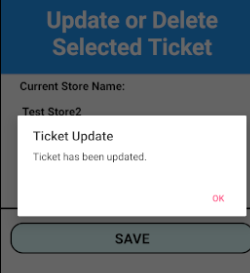 Update or Delete
Selected Ticket
Current Store Name:
Test Store2
Ticket Update
Ticket has been updated.
OK
SAVE